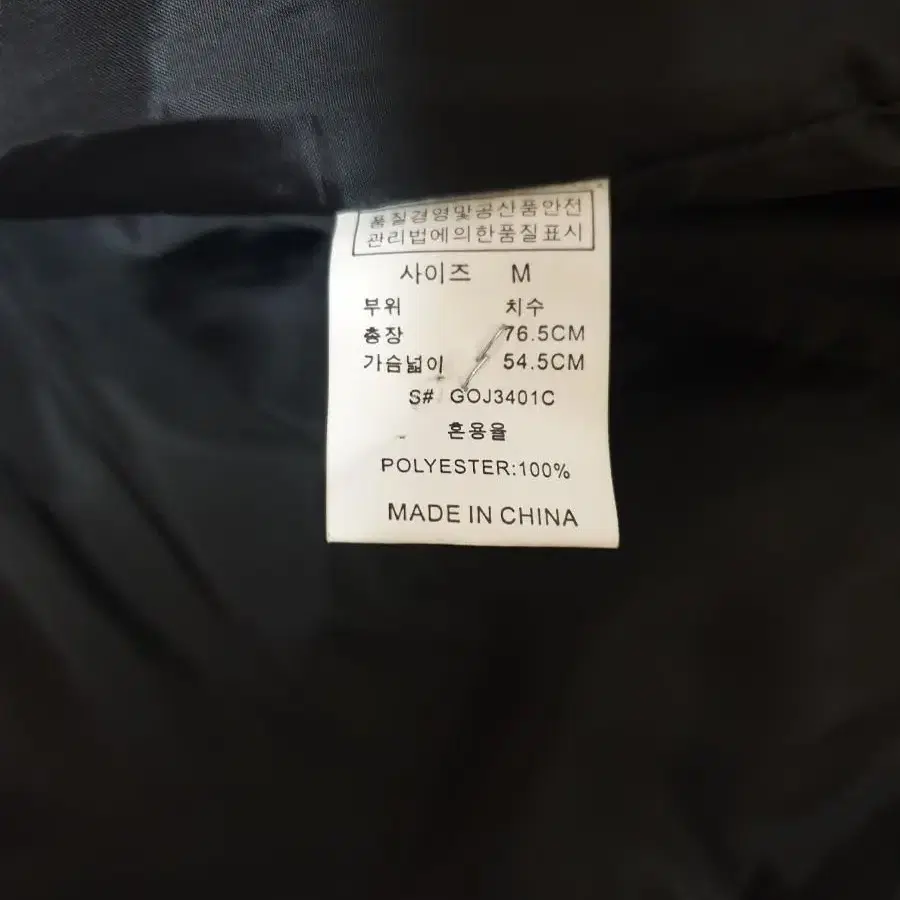 품질경영및공산품안전
관리법에의한품질표시
사이즈 M
부위 치수
총장 76.5CM
가슴넓이 54.5CM
S# GOJ3401C
혼용율
POLYESTER:100%
MADE IN CHINA